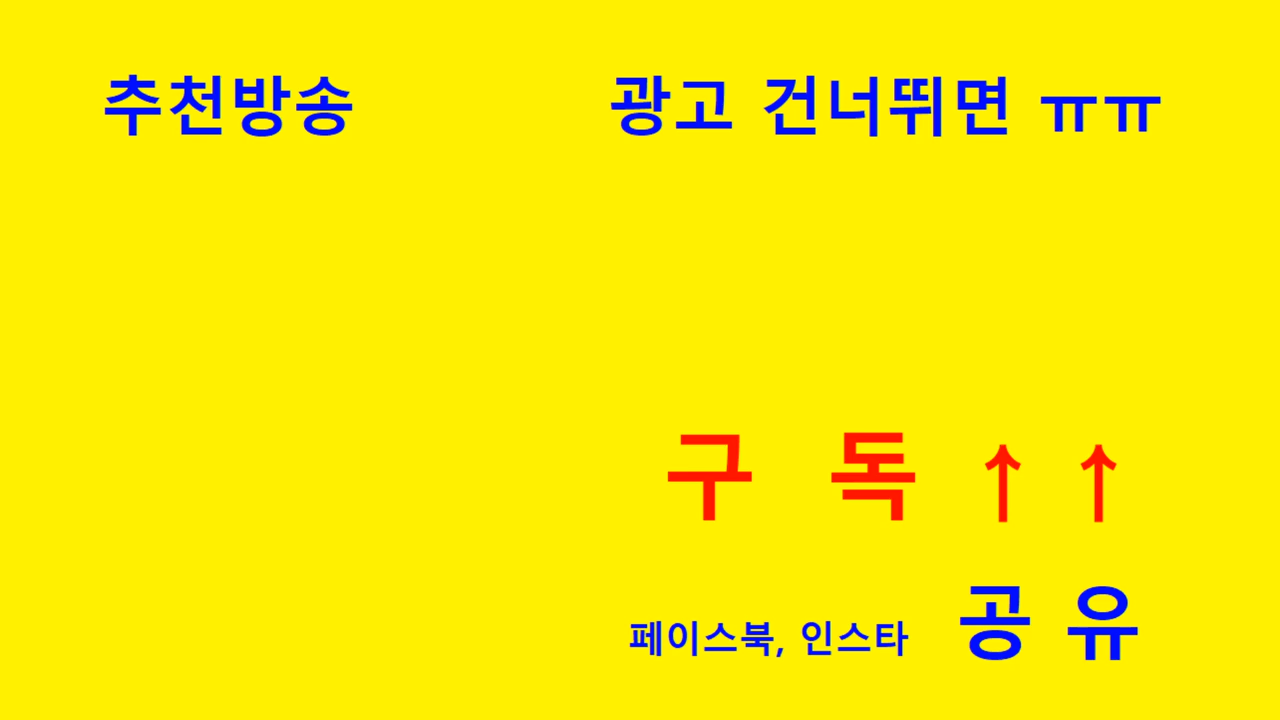 추천방송
광고 건너뛰면 ㅠㅠ
구 독 ↑ ↑
페이스북, 인스타 공 유